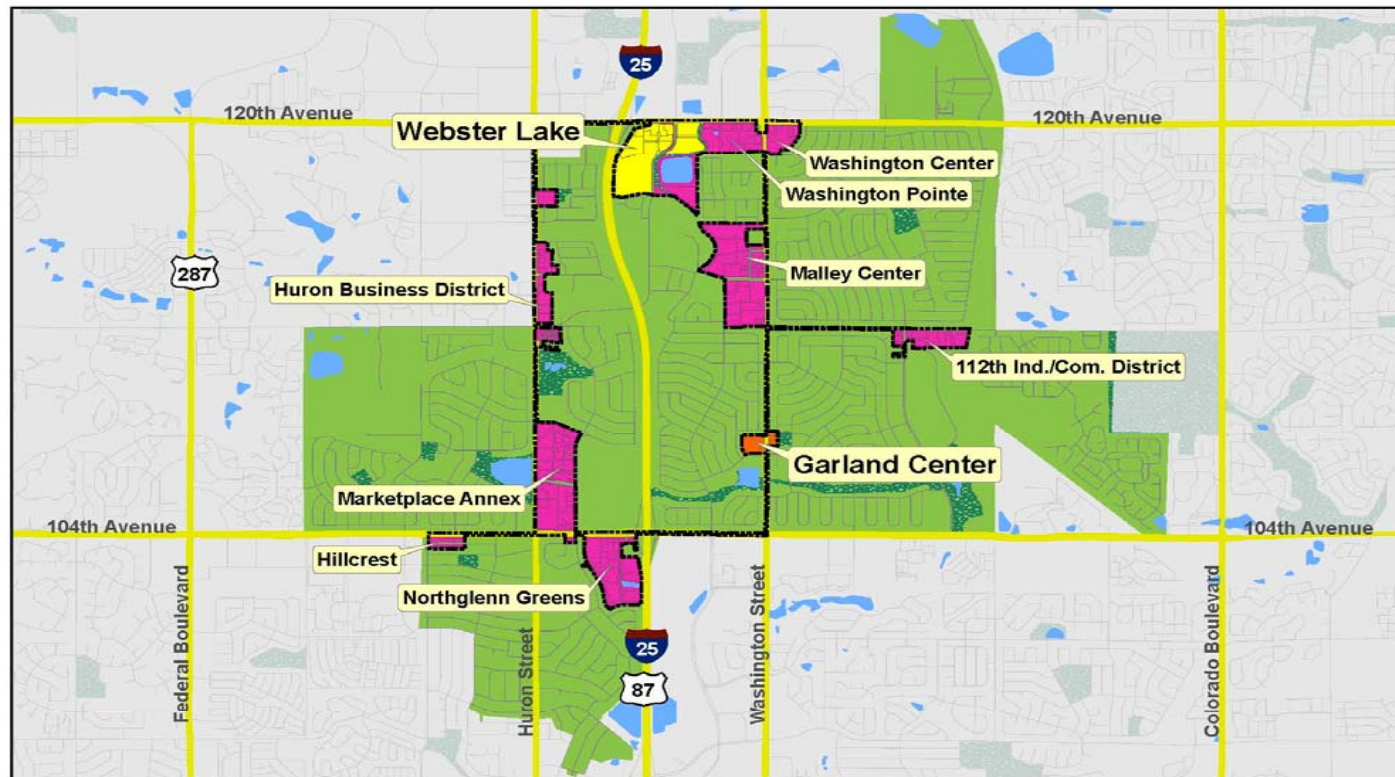 25
120th Avenue
120th Avenue
Webster Lake
Washington Center
Washington Pointe
287
Malley Center
Huron Business District
112th Ind./Com. District
Garland Center
Marketplace Annex
104th Avenue
104th Avenue
Hillcrest
Northglenn Greens
Federal Boulevard
Huron Street
25
87
Washington Street
Colorado Boulevard